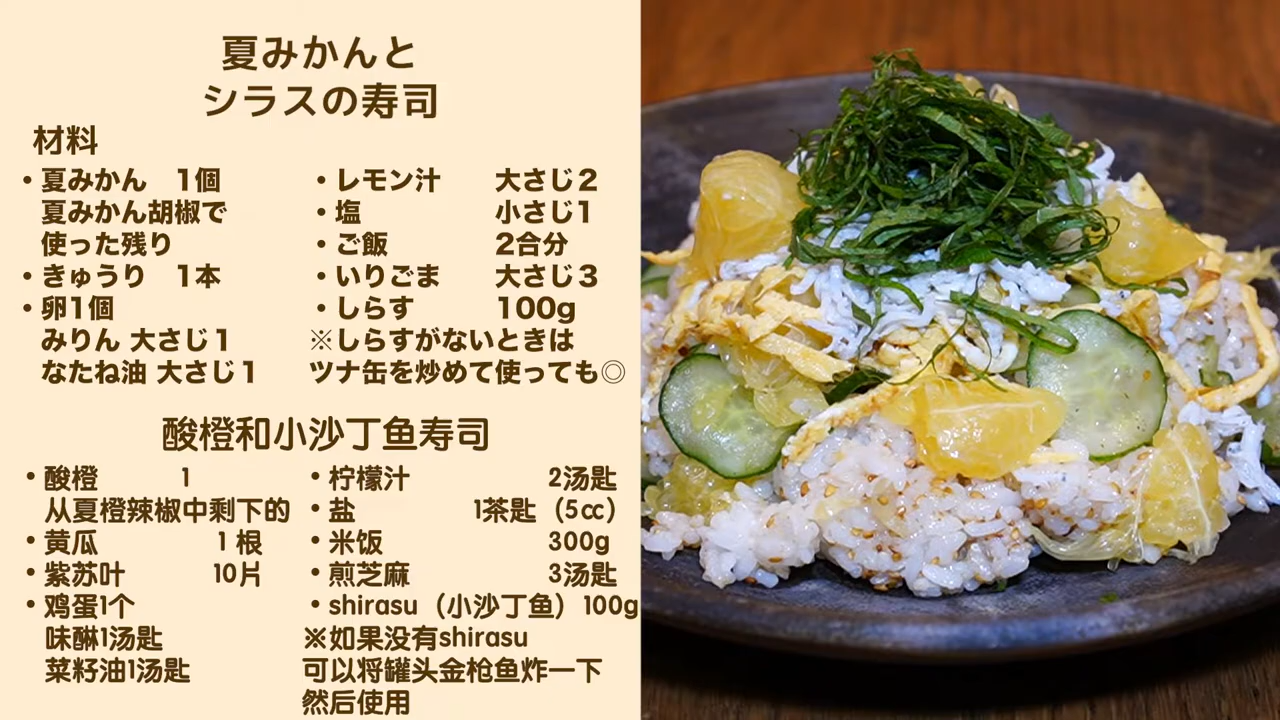 夏みかんと
シラスの寿司
材料
・夏みかん 1個
夏みかん胡椒で
使った残り
・きゅうり 1本
・卵1個
みりん 大さじ1
なたね油 大さじ1
・レモン汁 大さじ2
・塩 小さじ1
・ご飯 2合分
・いりごま 大さじ3
・しらす 100g
※しらすがないときは
ツナ缶を炒めて使っても◎
酸橙和小沙丁鱼寿司
・酸橙 1
从夏橙辣椒中剩下的
・黄瓜 1根
・紫苏叶 10片
・鸡蛋1个
味醂1汤匙
菜籽油1汤匙
・柠檬汁 2汤匙
・盐 1茶匙（5cc）
・米饭 300g
・煎芝麻 3汤匙
・shirasu（小沙丁鱼）100g
※如果没有shirasu
可以将罐头金枪鱼炸一下
然后使用